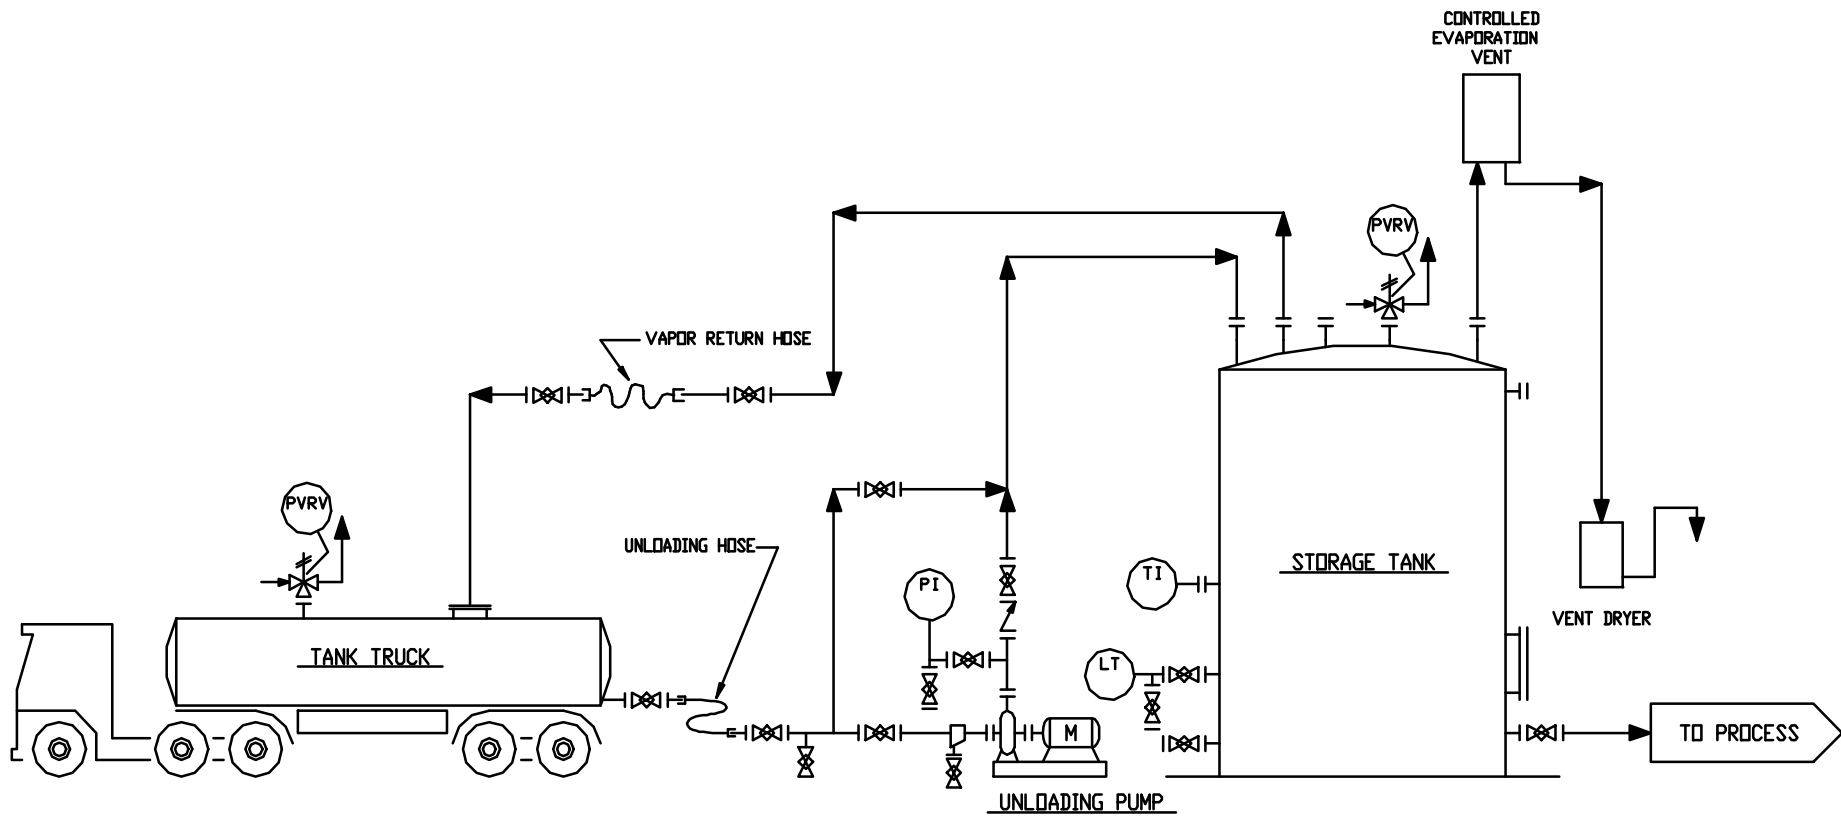 CONTROLLED
EVAPORATION
VENT
PVRV
VAPOR RETURN HOSE
PVRV
UNLOADING HOSE
STORAGE TANK
TI
PI
VENT DRYER
TANK TRUCK
LT
M
TO PROCESS
UNLOADING PUMP